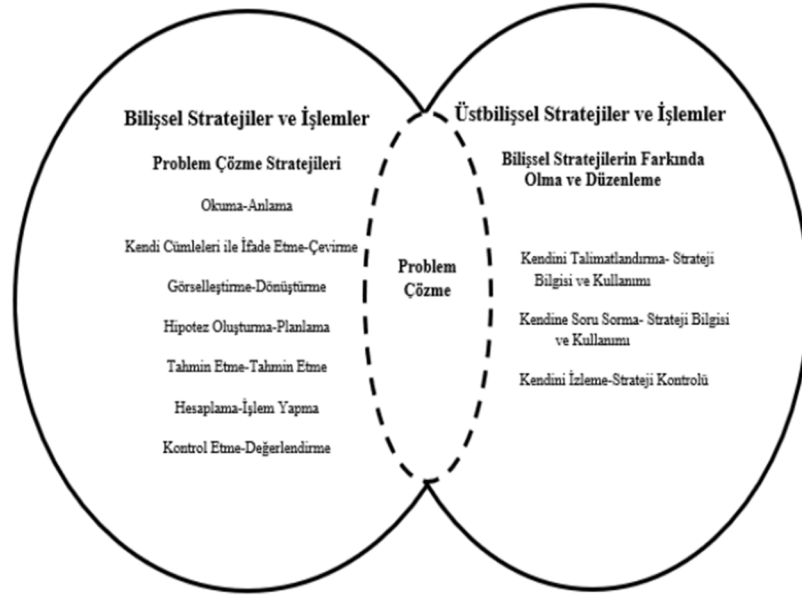 Bilişsel Stratejiler ve İşlemler
Problem Çözme Stratejileri
Okuma-Anlama
Kendi Cümleleri ile İfade Etme-Çevirme
Görselleştirme-Dönüştürme
Hipotez Oluşturma-Planlama
Tahmin Etme-Tahmin Etme
Hesaplama-İşlem Yapma
Kontrol Etme-Değerlendirme
Problem
Çözme
Üstbilişsel Stratejiler ve İşlemler
Bilişsel Stratejilerin Farkında
Olma ve Düzenleme
Kendini Talimatlandırma- Strateji
Bilgisi ve Kullanımı
Kendine Soru Sorma- Strateji Bilgisi
ve Kullanımı
Kendini İzleme-Strateji Kontrolü